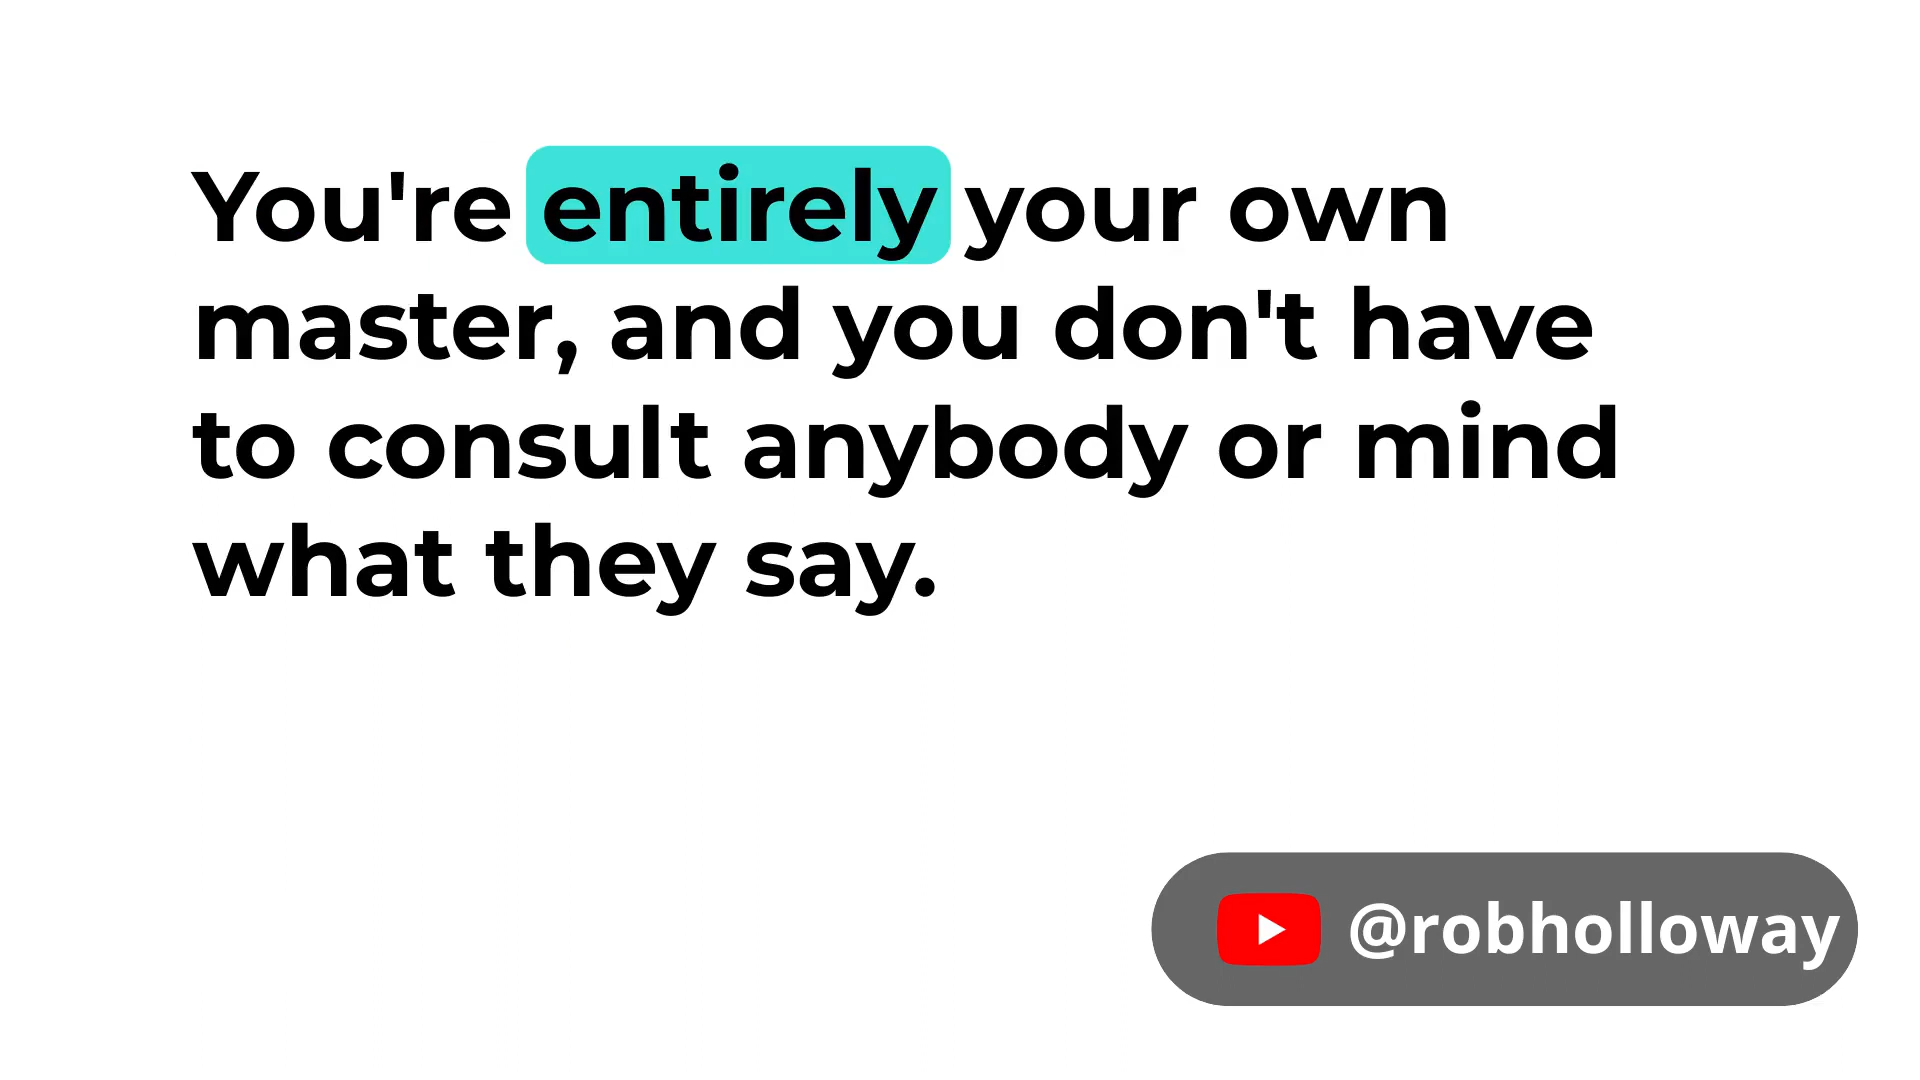 You're entirely your own
master, and you don't have
to consult anybody or mind
what they say.
@robholloway